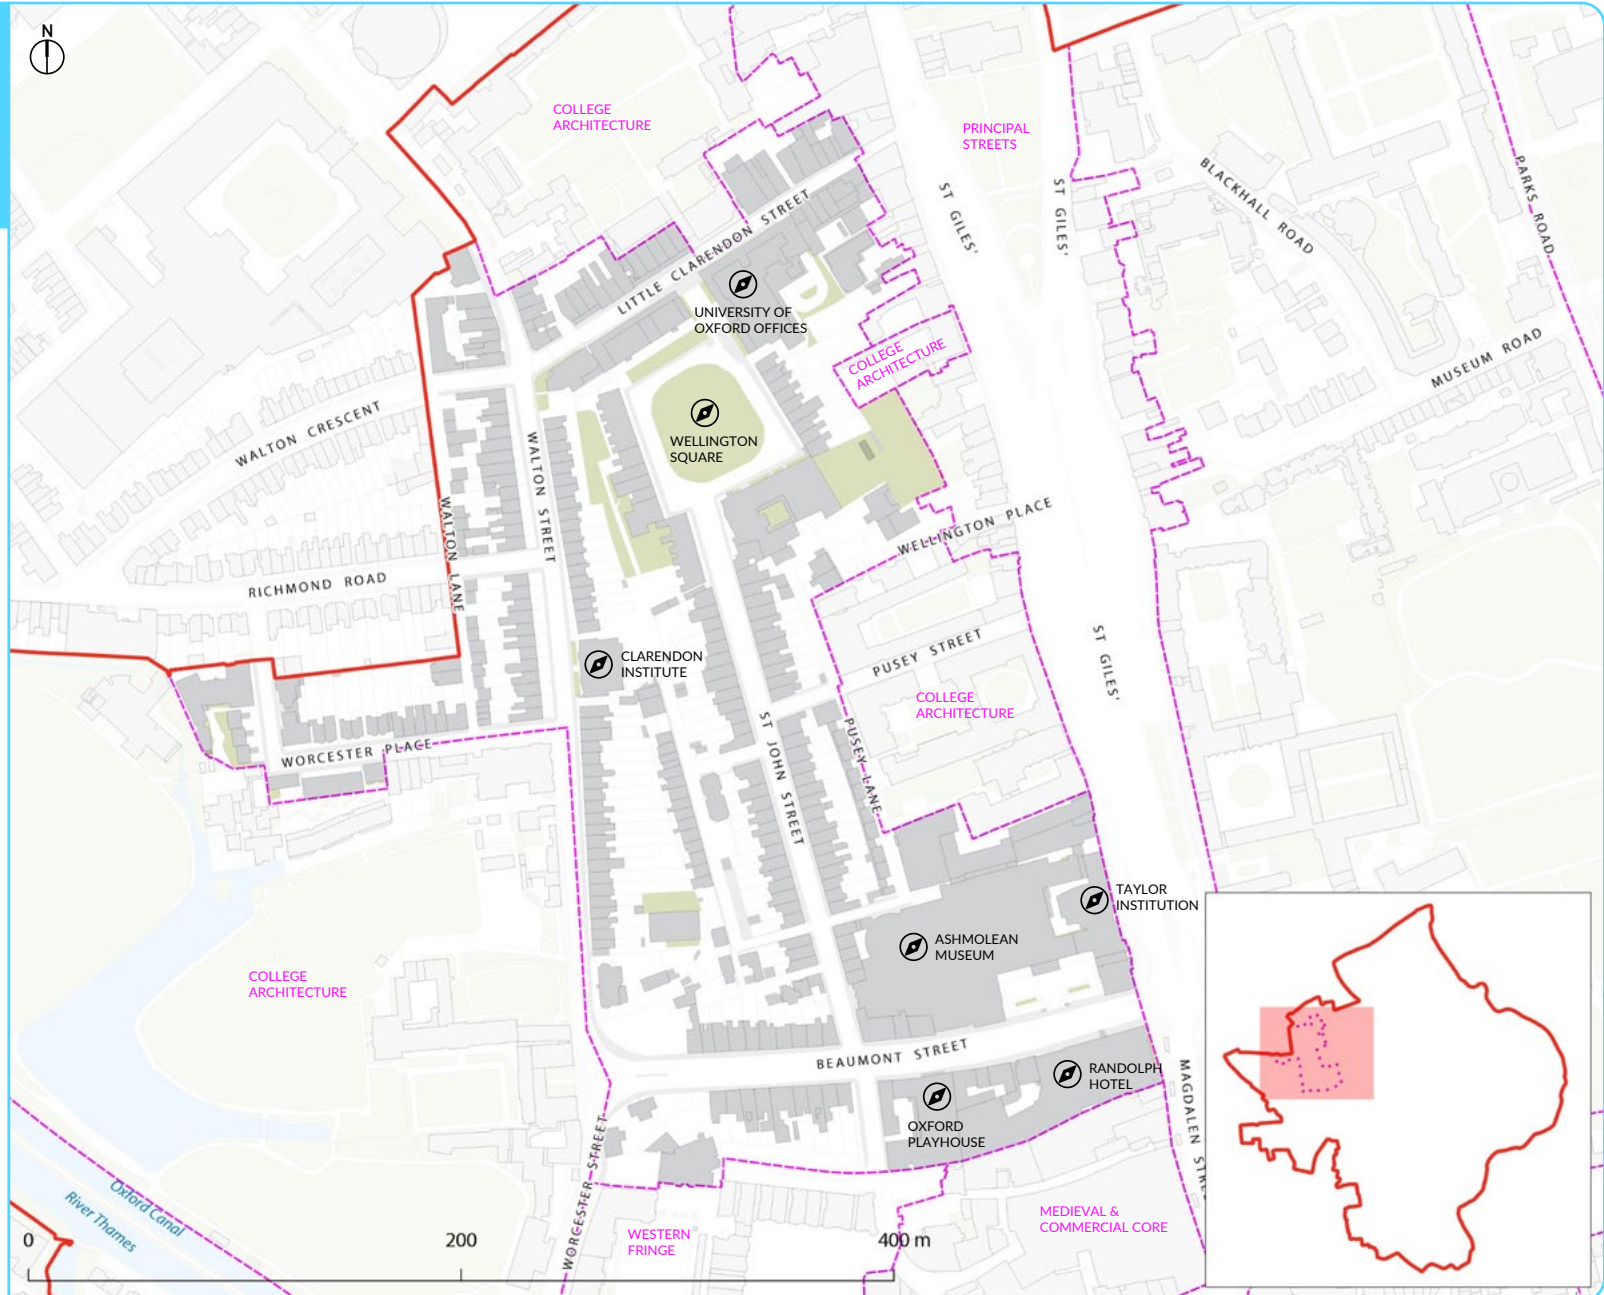 N
COLLEGE
ARCHITECTURE
PRINCIPAL
STREETS
ST GILES'
ST GILES'
BLACKHALL ROAD
PARKS ROAD
LITTLE CLARENDON STREET
UNIVERSITY OF
OXFORD OFFICES
COLLEGE
ARCHITECTURE
MUSEUM ROAD
WALTON CRESCENT
WELLINGTON
SQUARE
WALTON STREET
WALTON LANE
WELLINGTON PLACE
RICHMOND ROAD
CLARENDON
INSTITUTE
PUSEY STREET
ST GILES'
COLLEGE
ARCHITECTURE
WORCESTER PLACE
ST JOHN STREET
PUSEY LANE
TAYLOR
INSTITUTION
ASHMOLEAN
MUSEUM
COLLEGE
ARCHITECTURE
BEAUMONT STREET
RANDOLPH
HOTEL
MAGDALEN STRE
OXFORD
PLAYHOUSE
WORCESTER STREET
Oxford Canal
River Thames
MEDIEVAL &
COMMERCIAL CORE
WESTERN
FRINGE
0
200
400 m